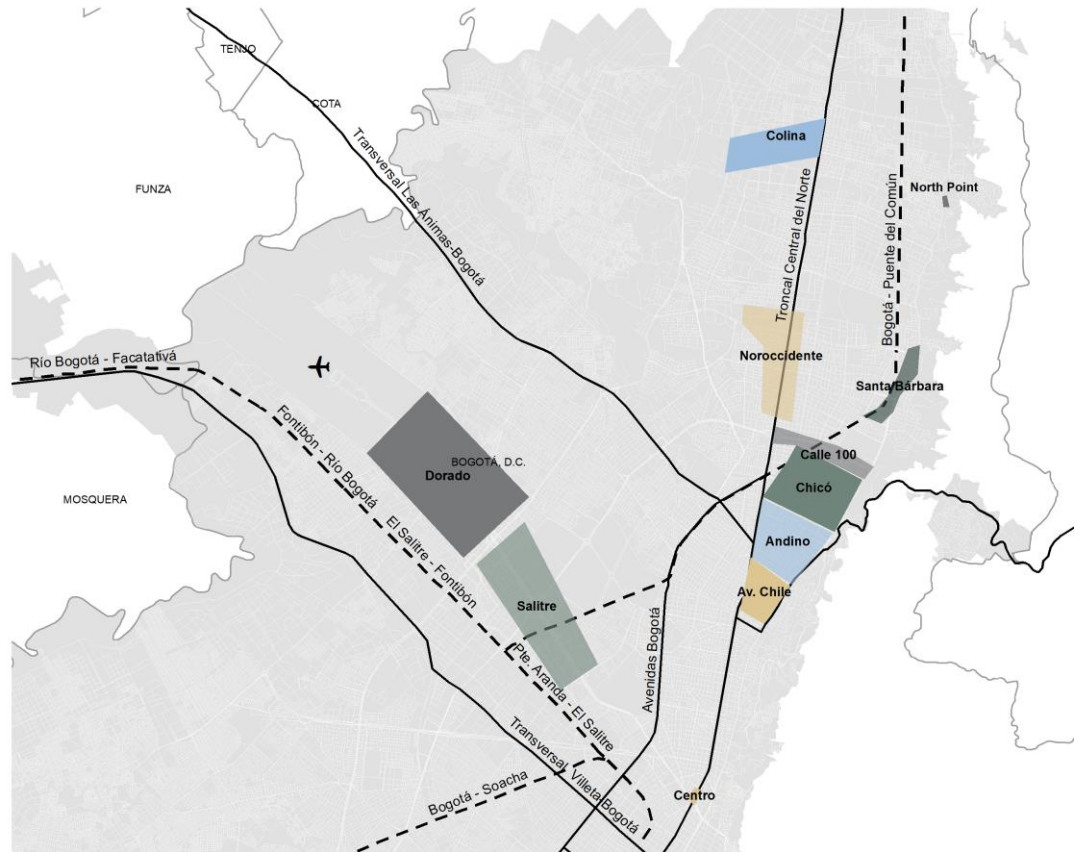 TENJO
COTA
Transversal Las Ánimas-Bogotá
Colina
FUNZA
North Point
Troncal Central del Norte
Bogotá - Puente del Común
Río Bogotá - Facatativá
Noroccidente
Santa Bárbara
Fontibón - Río Bogotá
Calle 100
BOGOTÁ, D.C.
Dorado
Chicó
MOSQUERA
El Salitre - Fontibón
Andino
Av. Chile
Salitre
Avenidas Bogotá
Pte. Aranda - El Salitre
Transversal Villeta Bogotá
Bogotá - Soacha
Centro